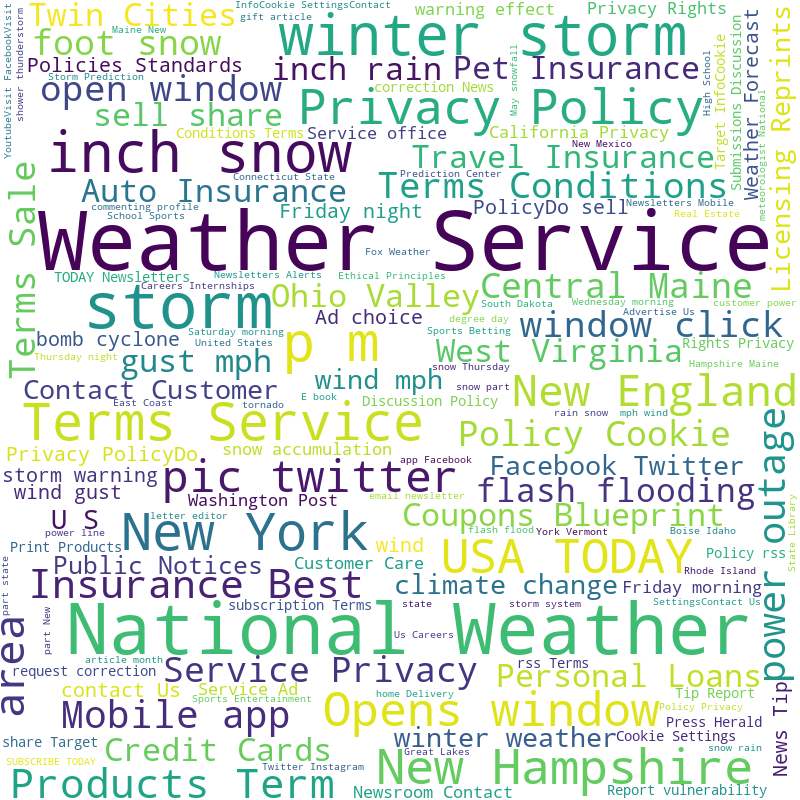 InfoCookie SettingsContact
Twin Cities
gift article
warning effect
Privacy Rights
Maine New
foot snow
winter storm
Policies Standards
inch rain
Pet Insurance
Storm Prediction
open window
correction News
sell share
Privacy Policy
Conditions Terms
Service office
California Privacy
New Mexico
inch snow
Travel Insurance
Connecticut State
Prediction Center
Auto Insurance
Terms Conditions
commenting profile
School Sports
Friday night
PolicyDo sell
Newsletters Mobile
Real Estate
Weather Service
Fox Weather
TODAY Newsletters
Newsletters Alerts
Ethical Principles
Careers Internships
Central Maine
storm
Ohio Valley
South Dakota
Wednesday morning
customer power
Ad choice
degree day
Advertise Us
window click
Saturday morning
Sports Betting
bomb cyclone
United States
p m
West Virginia
Rights Privacy
Thursday night
gust mph
Hampshire Maine
snow Thursday
wind mph
Contact Customer
snow part
New England
East Coast
tornado
E book
Discussion Policy
rain snow
mph wind
Terms Service
Policy Cookie
Privacy PolicyDo
snow accumulation
app Facebook
storm warning
pic twitter
Facebook Twitter
wind gust
Washington Post
email newsletter
flash flooding
U S
letter editor
New York
Coupons Blueprint
power line
flash flood
York Vermont
Boise Idaho
Print Products
wind
USA TODAY
Policy rss
Public Notices
Customer Care
Rhode Island
Insurance Best
climate change
Friday morning
subscription Terms
state
storm system
SettingsContact Us
National Weather
Us Careers
article month
rss Terms
request correction
Service Privacy
Personal Loans
contact Us
Service Ad
home Delivery
Tip Report
Sports Entertainment
Mobile app
Opens window
Policy Privacy
Press Herald
share Target
winter weather
Cookie Settings
Credit Cards
Great Lakes
snow rain
SUBSCRIBE TODAY
Twitter Instagram
New Hampshire
Products Term
Newsroom Contact
Report vulnerability
YoutubeVisit FacebookVisit
shower thunderstorm
Terms Sale
part state
area
part New
May snowfall
High School
Target InfoCookie
Submissions Discussion
Weather Forecast
meteorologist National
Licensing Reprints
power outage
State Library
News Tip